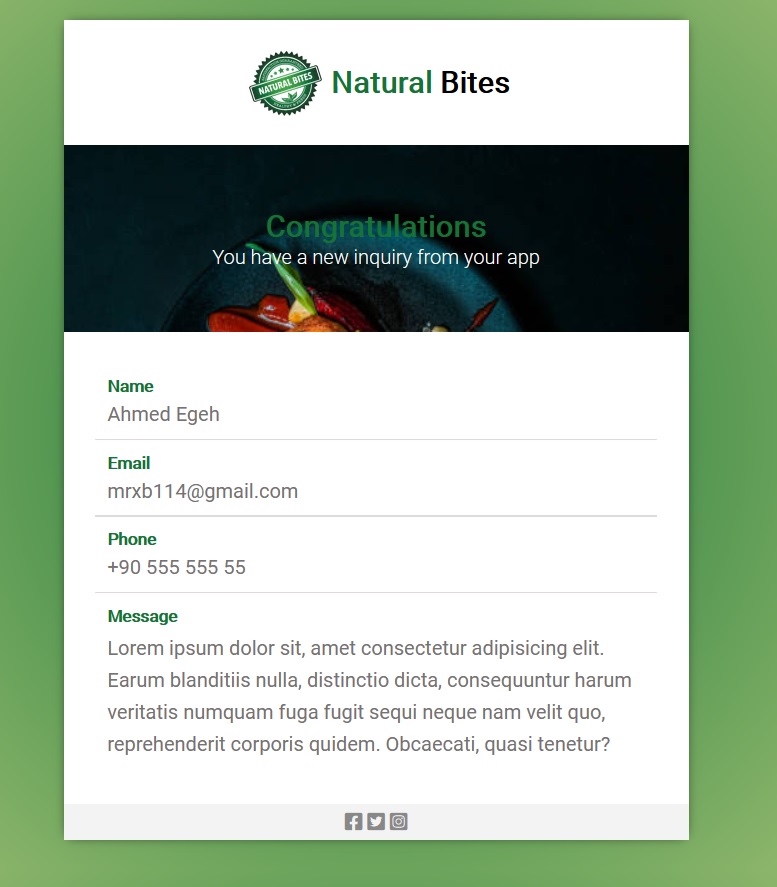 NATURAL BITES
Natural Bites
Congratulations
You have a new inquiry from your app
Name
Ahmed Egeh
Email
mrxb114@gmail.com
Phone
+90 555 555 55
Message
Lorem ipsum dolor sit, amet consectetur adipisicing elit.
Earum blanditiis nulla, distinctio dicta, consequuntur harum
veritatis numquam fuga fugit sequi neque nam velit quo,
reprehenderit corporis quidem. Obcaecati, quasi tenetur?